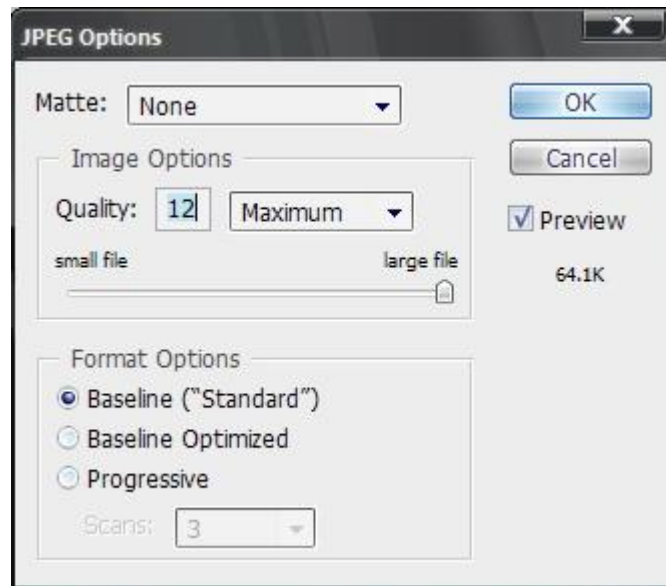 JPEG Options
X
Matte: None
OK
Cancel
Preview
64.1K
Image Options
Quality: 12 Maximum
small file large file
Format Options
Baseline (“Standard”)
Baseline Optimized
Progressive
Scans: 3